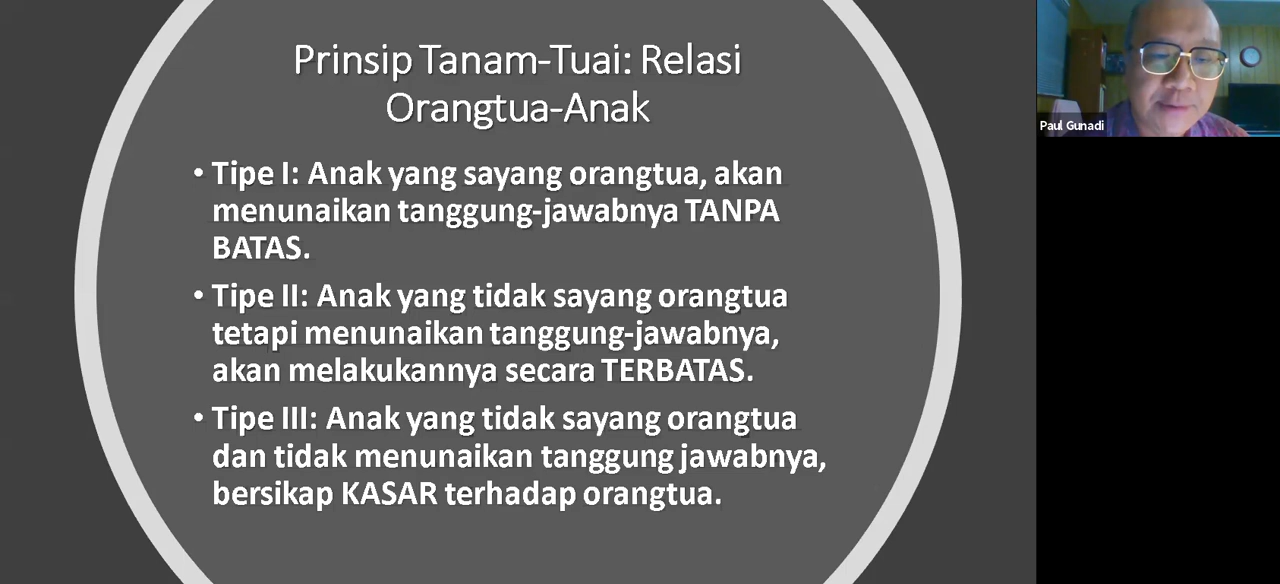 Prinsip Tanam-Tuai: Relasi
Orangtua-Anak
• Tipe I: Anak yang sayang orangtua, akan
menunaikan tanggung-jawabnya TANPA
BATAS.
• Tipe II: Anak yang tidak sayang orangtua
tetapi menunaikan tanggung-jawabnya,
akan melakukannya secara TERBATAS.
• Tipe III: Anak yang tidak sayang orangtua
dan tidak menunaikan tanggung jawabnya,
bersikap KASAR terhadap orangtua.
Paul Gunadi